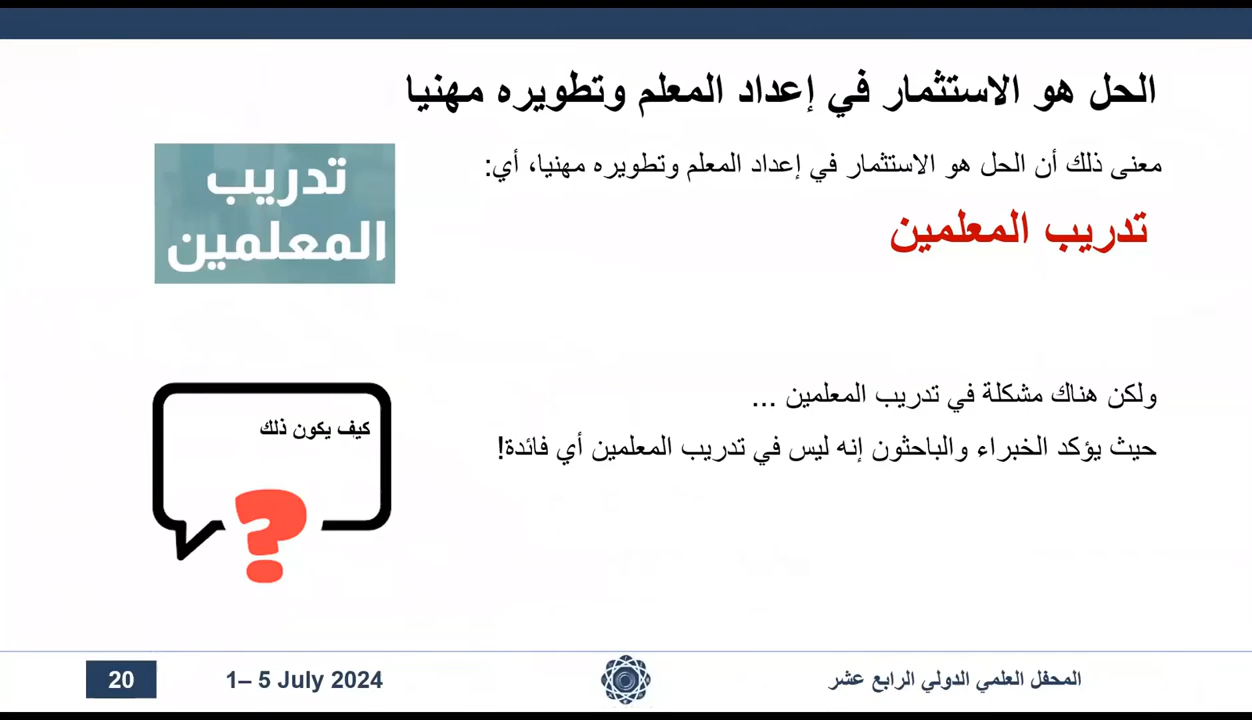 الحل هو الاستثمار في إعداد المعلم وتطويره مهنيا
معنى ذلك أن الحل هو الاستثمار في إعداد المعلم وتطويره مهنيا، أي:
تدريب المعلمين
تدريب
المعلمين
ولكن هناك مشكلة في تدريب المعلمين ...
حيث يؤكد الخبراء والباحثون إنه ليس في تدريب المعلمين أي فائدة!
كيف يكون ذلك
?
المحفل العلمي الدولي الرابع عشر
1– 5 July 2024
20